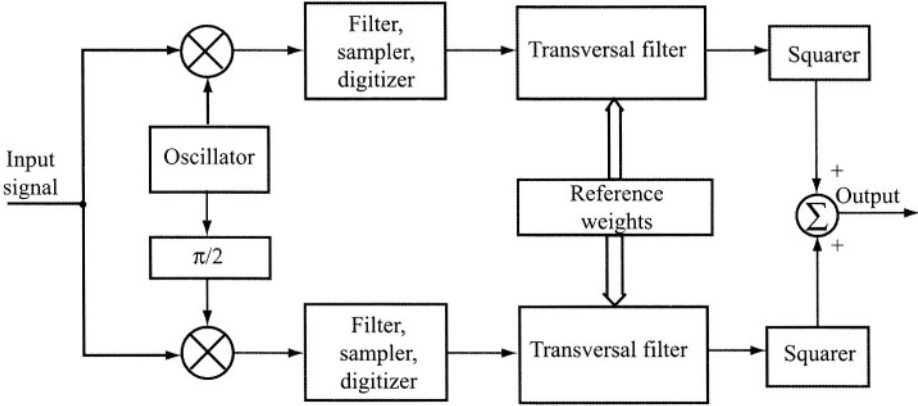 Filter,
sampler,
digitizer
Transversal filter
Squarer
Oscillator
Input
signal
Reference
weights
+
Output
Σ
+
π/2
Filter,
sampler,
digitizer
Transversal filter
Squarer